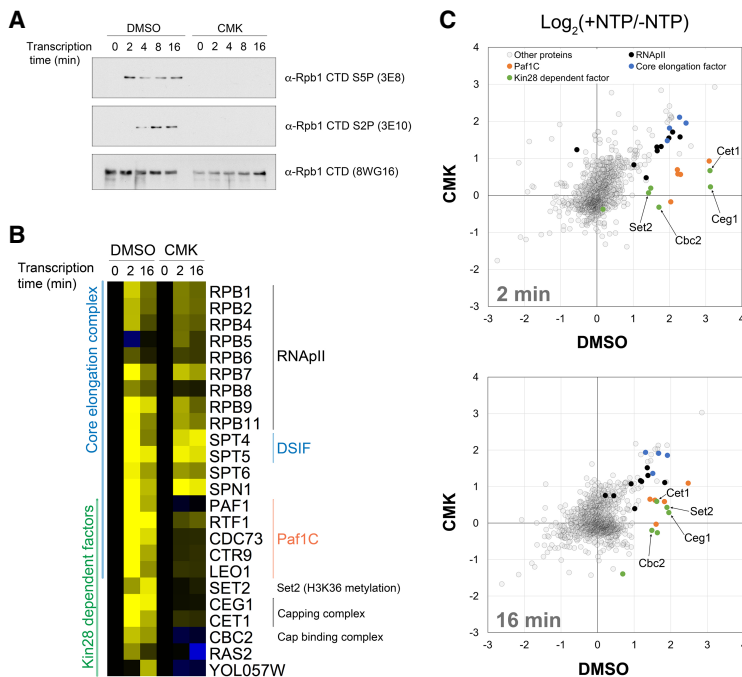 A
DMSO CMK
Transcription
time (min)
0 2 4 8 16 0 2 4 8 16
α-Rpb1 CTD S5P (3E8)
α-Rpb1 CTD S2P (3E10)
α-Rpb1 CTD (8WG16)
B
DMSO CMK
Transcription
time (min)
0 2 16 0 2 16
Core elongation complex
Kin28 dependent factors
RPB1
RPB2
RPB4
RPB5
RPB6
RPB7
RPB8
RPB9
RPB11
SPT4
SPT5
SPT6
SPN1
PAF1
RTF1
CDC73
CTR9
LEO1
SET2
CEG1
CET1
CBC2
RAS2
YOL057W
RNApII
DSIF
Paf1C
Set2 (H3K36 metylation)
Capping complex
Cap binding complex
C
Log2(+NTP/-NTP)
Other proteins
RNApII
Paf1C
Core elongation factor
Kin28 dependent factor
4
3
2
1
0
-1
-2
-3
CMK
Cet1
Ceg1
Set2
Cbc2
2 min
-3 -2 -1 0 1 2 3 4
DMSO
4
3
2
1
0
-1
-2
-3
CMK
Cet1
Set2
Ceg1
Cbc2
16 min
-3 -2 -1 0 1 2 3 4
DMSO